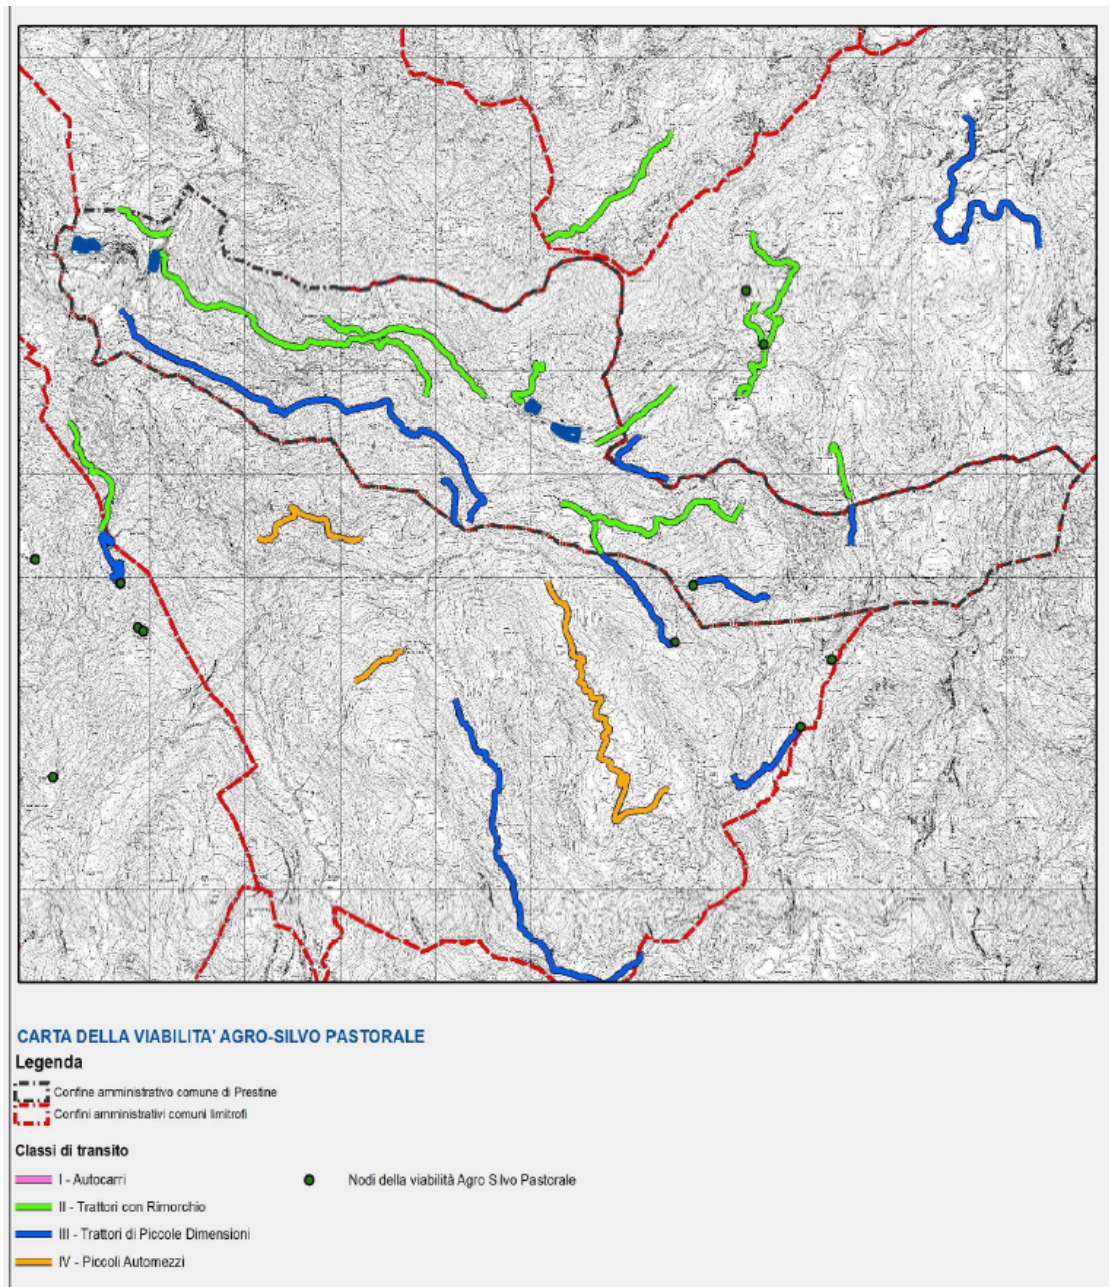 CARTA DELLA VIABILITA' AGRO-SILVO PASTORALE
Legenda
Confine amministrativo comune di Prestine
Confini amministrativi comuni limitrofi
Classi di transito
I - Autocarri
Nodi della viabilità Agro Silvo Pastorale
II - Trattori con Rimorchio
III - Trattori di Piccole Dimensioni
IV - Piccoli Automezzi